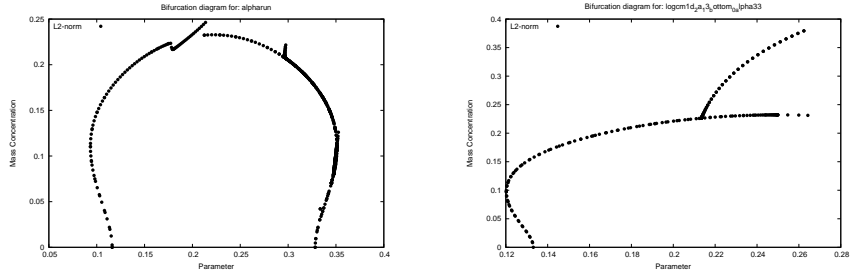 Bifurcation diagram for: alpharun
0.25
L2-norm
0.2
0.15
0.1
0.05
0
0.05 0.1 0.15 0.2 0.25 0.3 0.35 0.4
Mass Concentration
Parameter
Bifurcation diagram for: logcm1d2a13bottom0alpha33
0.4
L2-norm
0.35
0.3
0.25
0.2
0.15
0.1
0.05
0
0.12 0.14 0.16 0.18 0.2 0.22 0.24 0.26 0.28
Mass Concentration
Parameter